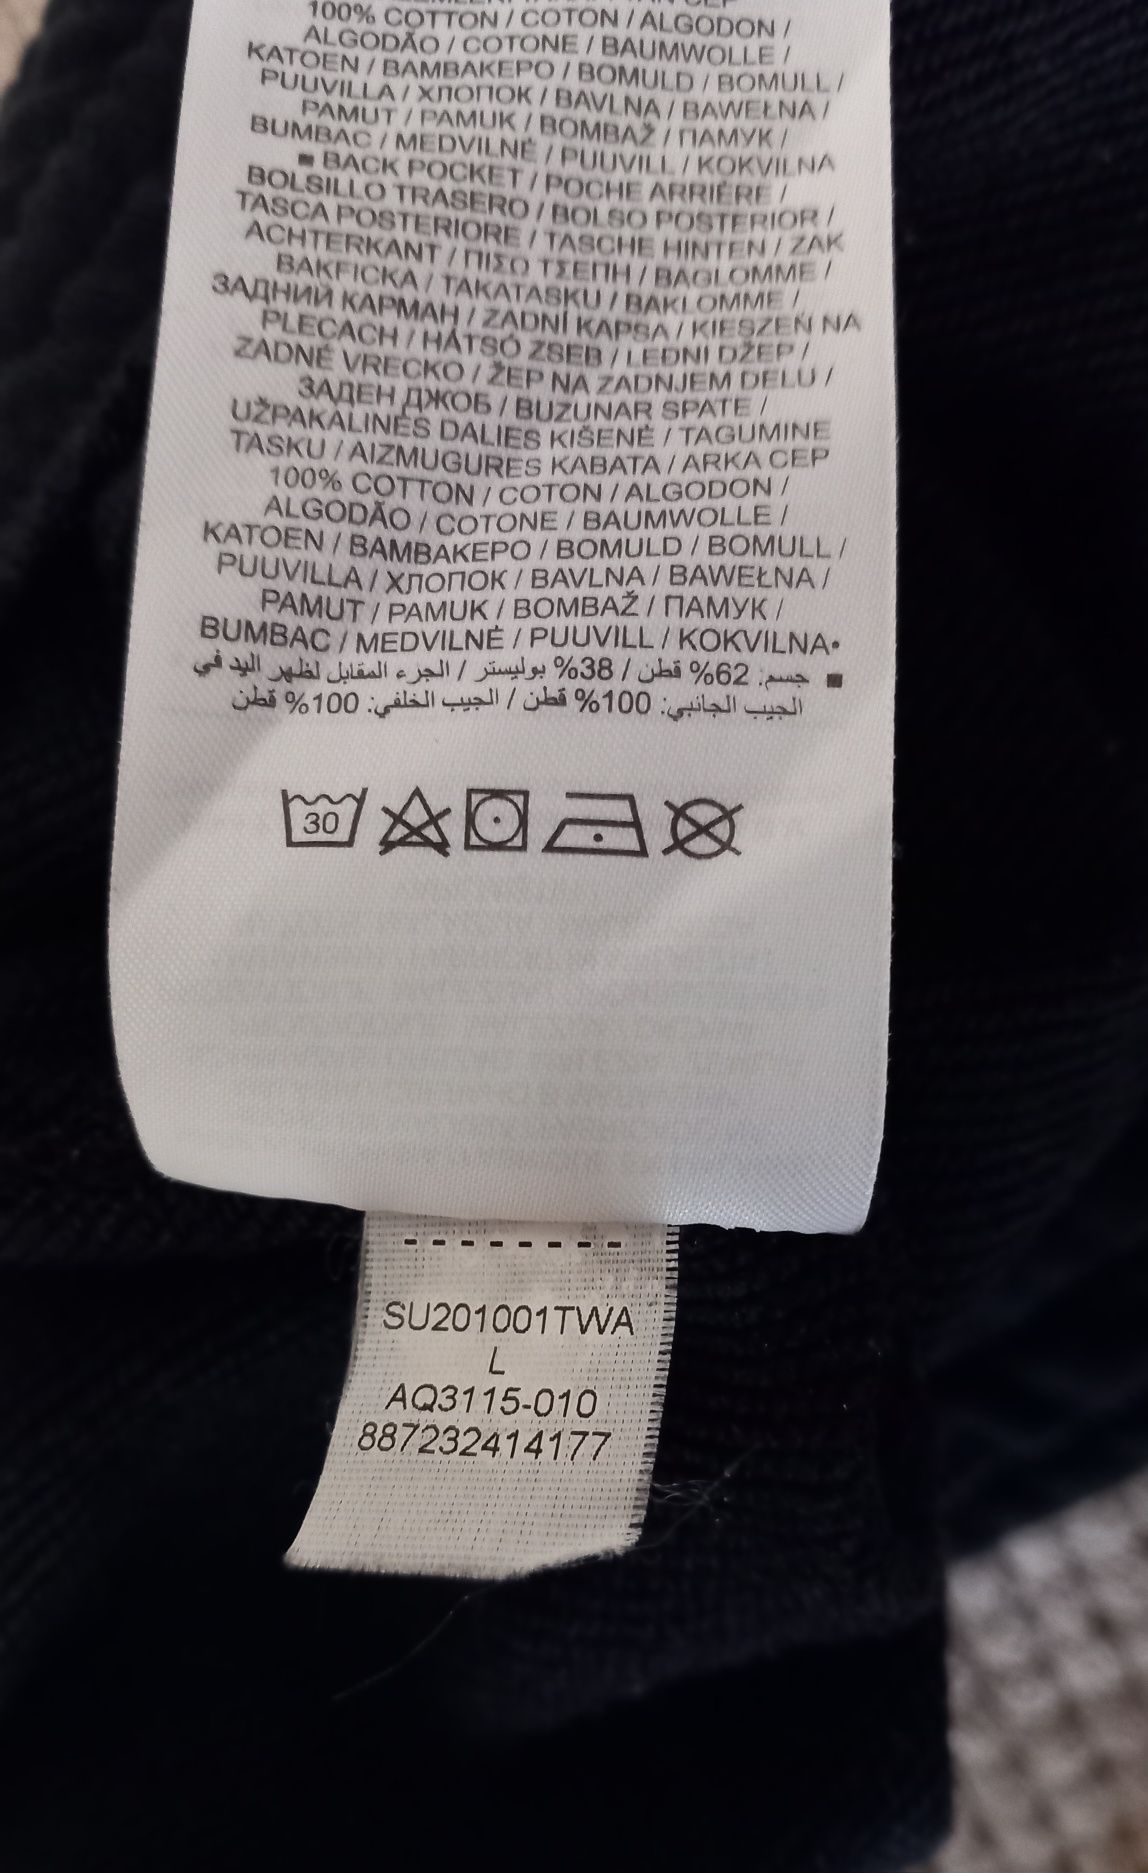 100% COTTON / COTON / ALGODON /
ALGODÃO / COTONE / BAUMWOLLE /
KATOEN / BAMBAKEPO / BOMULD / BOMULL /
PUUVILLA / ХЛОПОК / BAVLNA / BAWEŁNA /
PAMUT / PAMUK / BOMBAŽ / ПАМУК /
BUMBAC / MEDVILNĖ / PUUVILL / KOKVILNA
■ BACK POCKET / POCHE ARRIÈRE /
BOLSILLO TRASERO / BOLSO POSTERIOR /
TASCA POSTERIORE / TASCHE HINTEN / ZAK
ACHTERKANT / ΠΙΣΩ ΤΣΕΠΗ / BAGLOMME /
BAKFICKA / TAKATASKU / BAKLOMME /
ЗАДНИЙ КАРМАН / ZADNÍ KAPSA / KIESZEŃ NA
PLECACH / HÁTSÓ ZSEB / LEĐNI DŽEP /
ZADNÉ VRECKO / ŽEP NA ZADNJEM DELU /
ЗАДЕН ДЖОБ / BUZUNAR SPATE /
UŽPAKALINĖS DALIES KIŠENĖ / TAGUMINE
TASKU / AIZMUGURES KABATA / ARKA CEP
100% COTTON / COTON / ALGODON /
ALGODÃO / COTONE / BAUMWOLLE /
KATOEN / BAMBAKEPO / BOMULD / BOMULL /
PUUVILLA / ХЛОПОК / BAVLNA / BAWEŁNA /
PAMUT / PAMUK / BOMBAŽ / ПАМУК /
BUMBAC / MEDVILNĖ / PUUVILL / KOKVILNA•
■ جسم: 62% قطن / 38% بوليستر / الجزء المقابل لظهر اليد في
الجيب الجانبي: 100% قطن / الجيب الخلفي: 100% قطن
30
SU201001TWA
L
AQ3115-010
887232414177